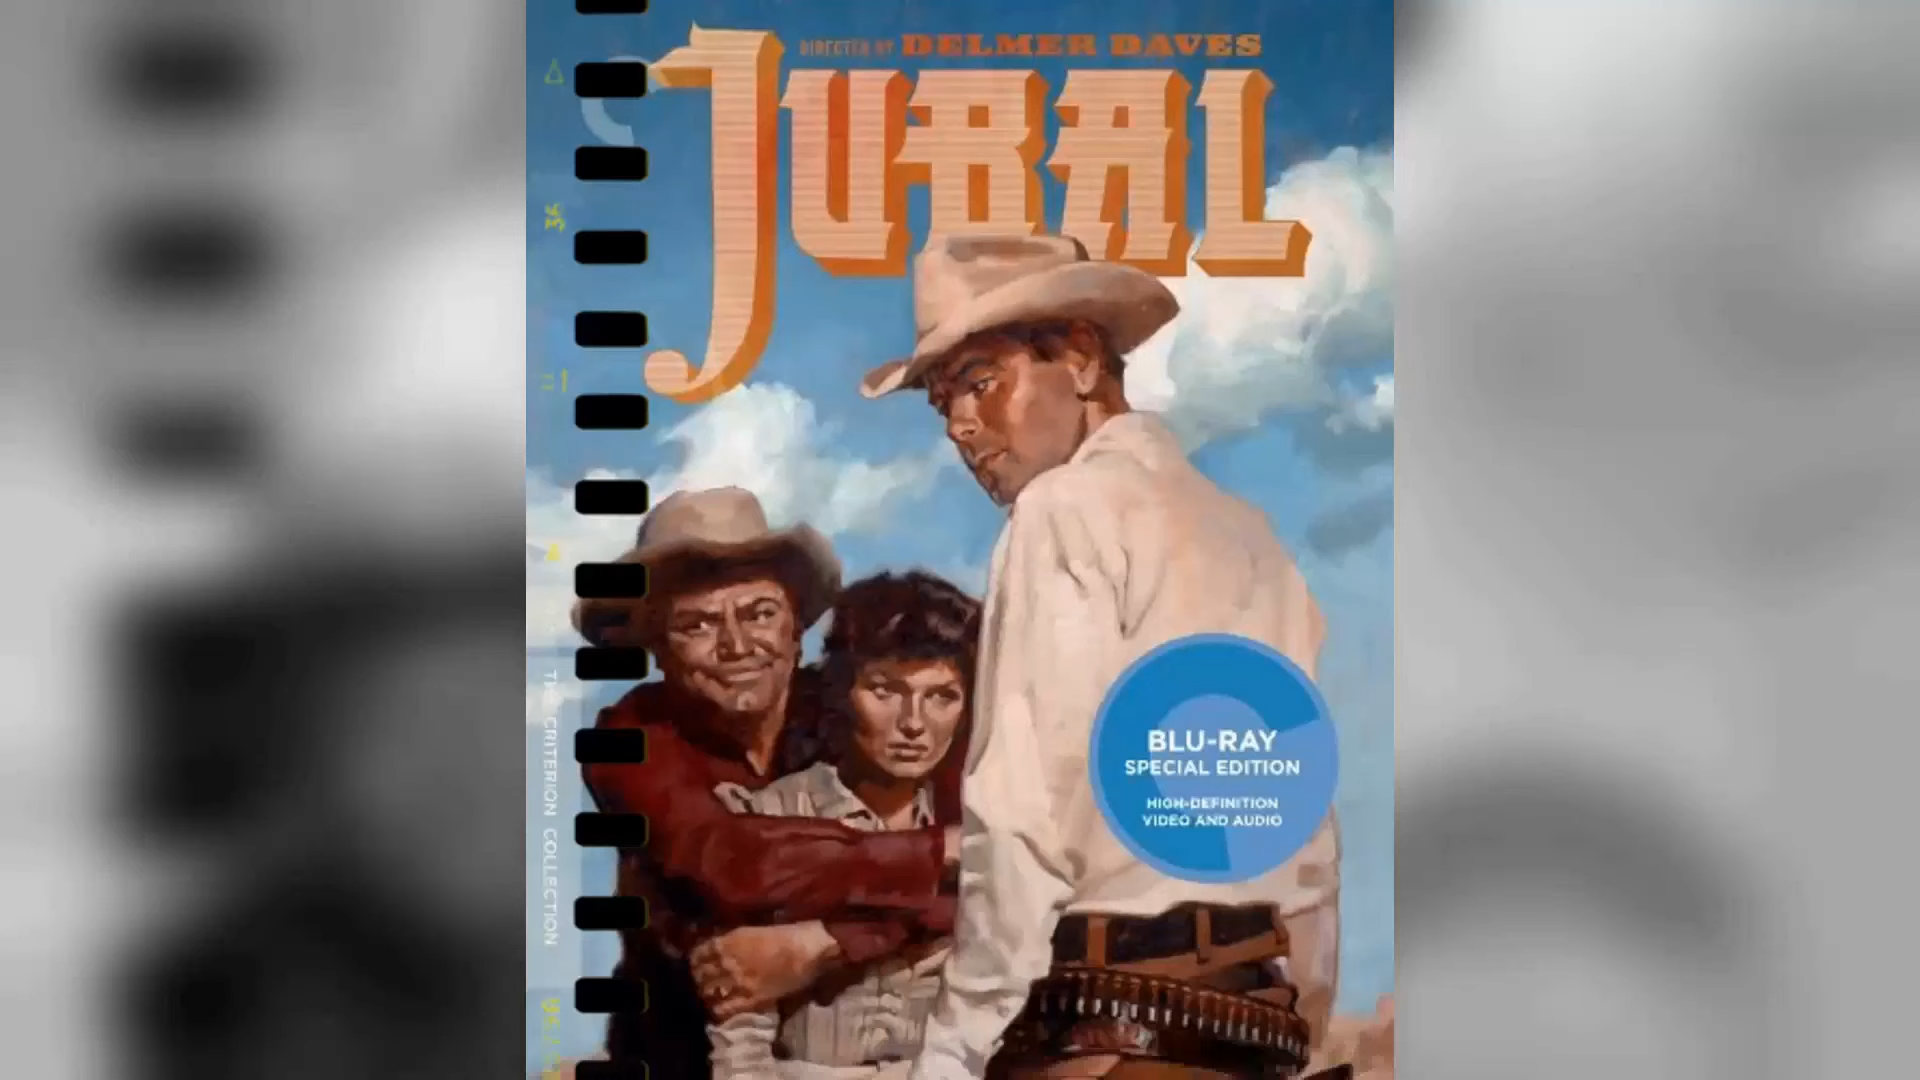 DIRECTED BY DELMER DAVES
JUBAL
BLU-RAY
SPECIAL EDITION
HIGH-DEFINITION
VIDEO AND AUDIO
THE CRITERION COLLECTION